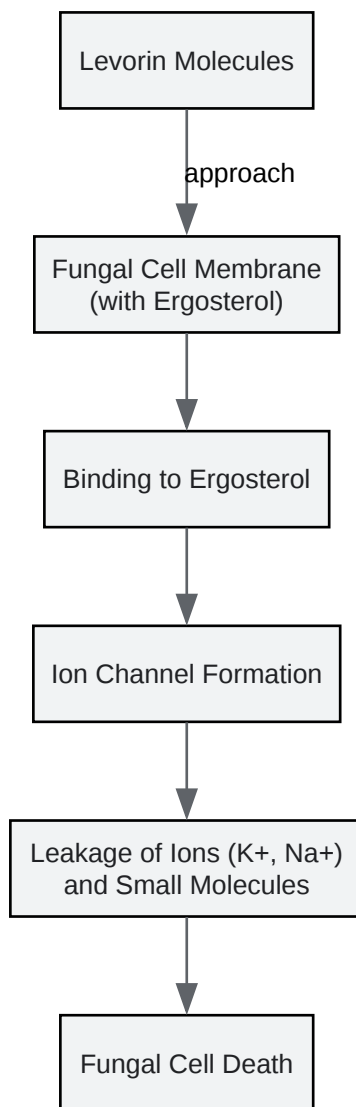 Levorin Molecules
approach
Fungal Cell Membrane
(with Ergosterol)
Binding to Ergosterol
Ion Channel Formation
Leakage of Ions (K+, Na+)
and Small Molecules
Fungal Cell Death